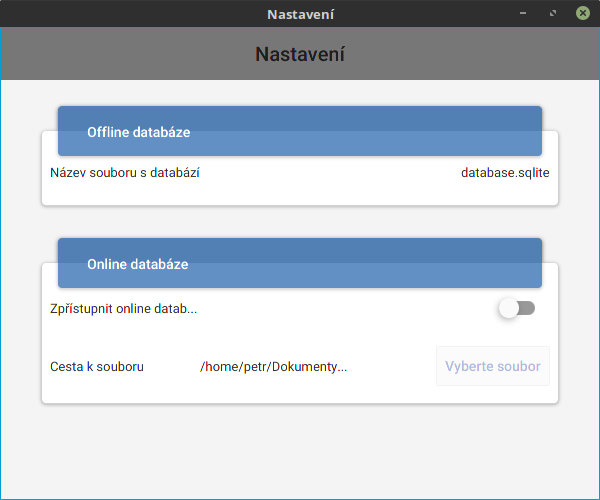 Nastavení
Nastavení
Offline databáze
Název souboru s databází database.sqlite
Online databáze
Zpřístupnit online datab...
Cesta k souboru /home/petr/Dokumenty... Vyberte soubor